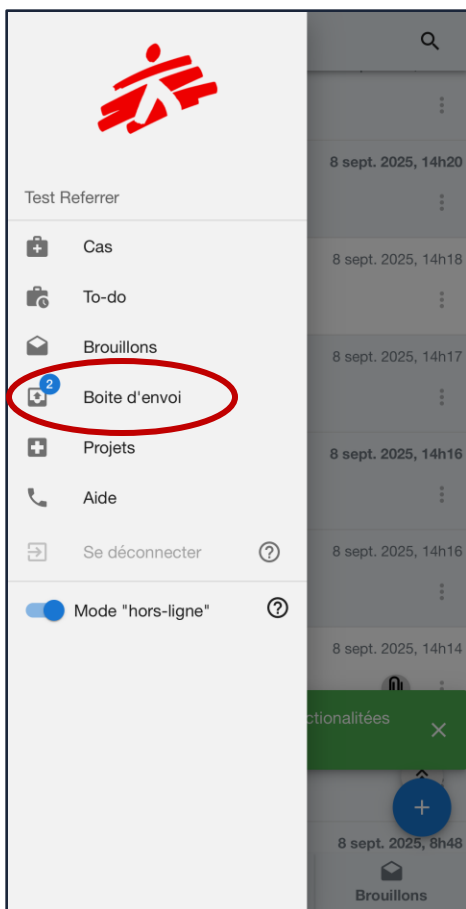 8 sept. 2025, 14h20
Test Referrer
Cas
8 sept. 2025, 14h18
To-do
Brouillons
8 sept. 2025, 14h17
2
Boite d'envoi
Projets
8 sept. 2025, 14h16
Aide
Se déconnecter
8 sept. 2025, 14h16
Mode "hors-ligne"
8 sept. 2025, 14h14
ctionalitées
8 sept. 2025, 8h48
Brouillons